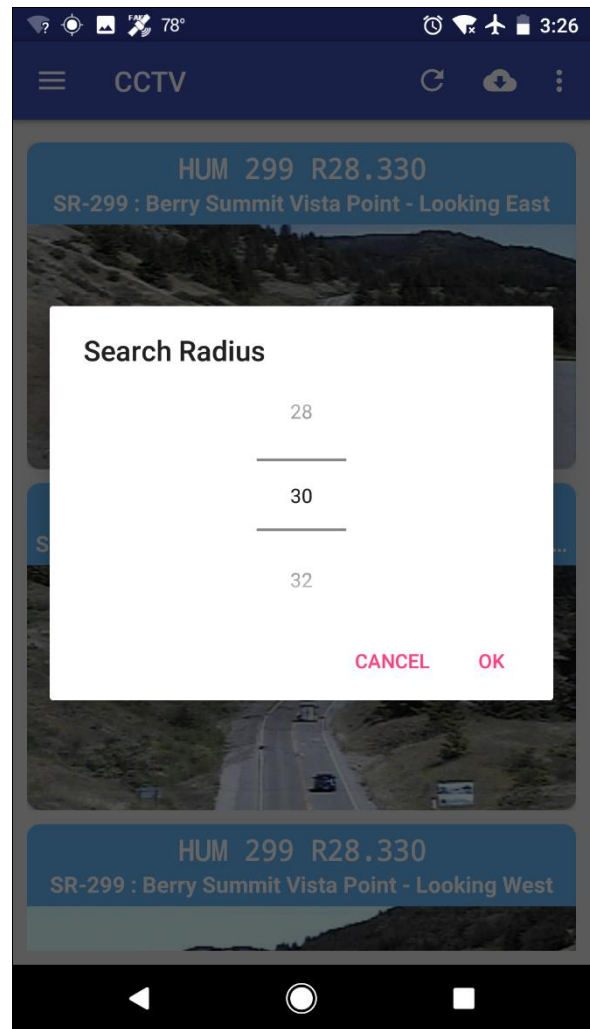 ? FAKE 78° 3:26
CCTV
HUM 299 R28.330
SR-299 : Berry Summit Vista Point - Looking East
Search Radius
28
30
32
S ...
CANCEL OK
HUM 299 R28.330
SR-299 : Berry Summit Vista Point - Looking West